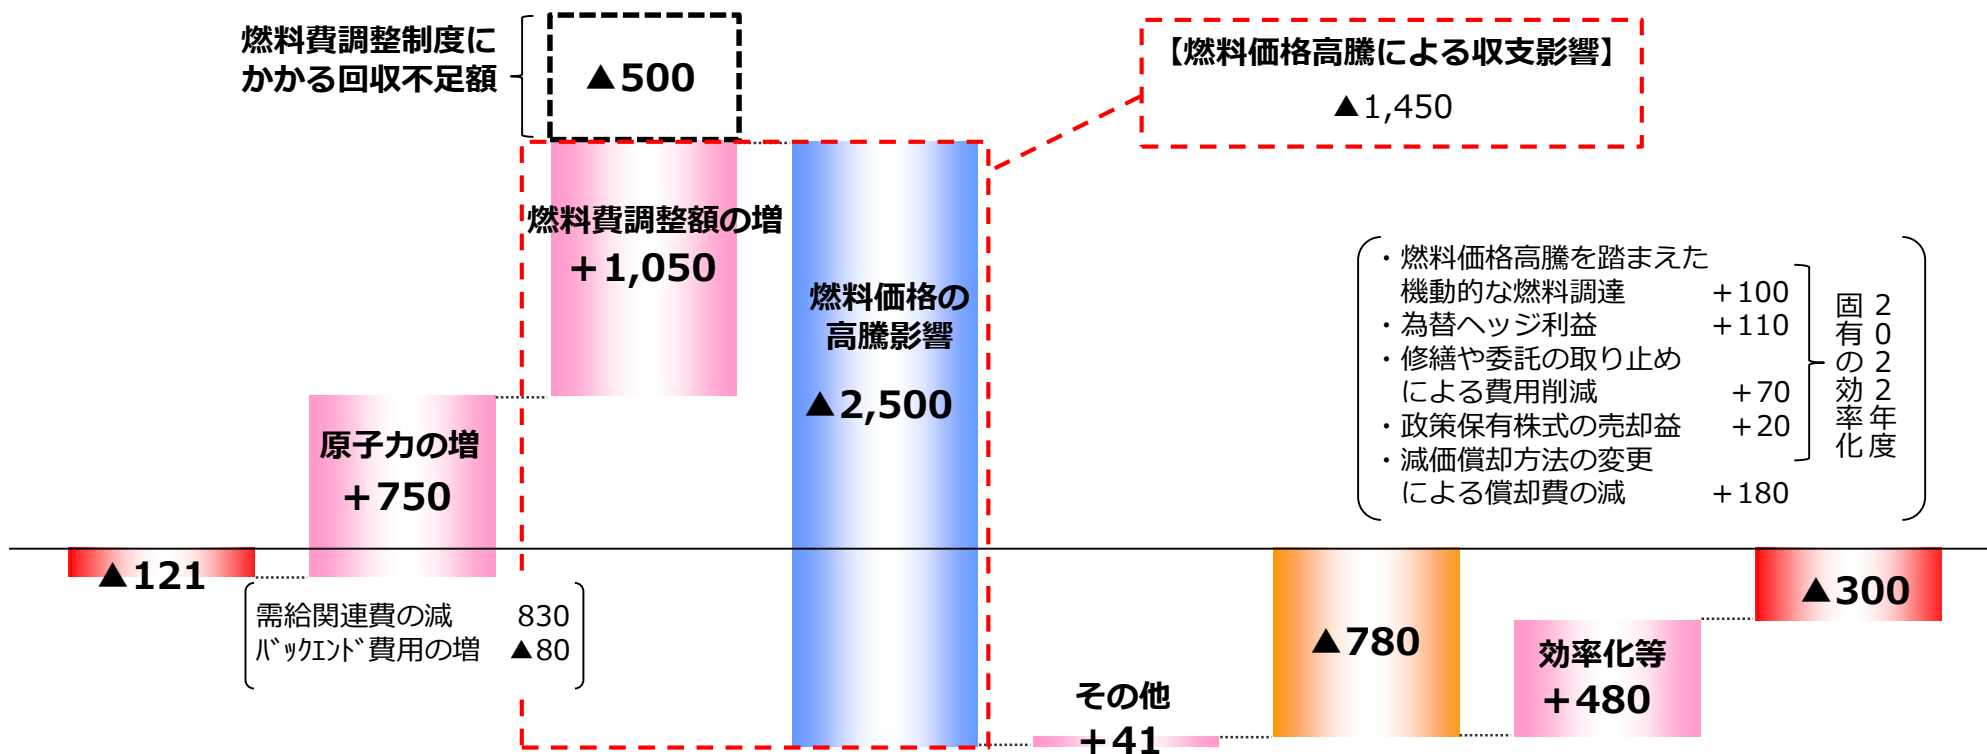 燃料費調整制度に
かかる回収不足額
▲500
【燃料価格高騰による収支影響】
▲1,450
燃料費調整額の増
+1,050
燃料価格の
高騰影響
▲2,500
原子力の増
+750
▲121
需給関連費の減 830
ﾊﾞｯｸｴﾝﾄﾞ費用の増 ▲80
・燃料価格高騰を踏まえた
機動的な燃料調達 +100
・為替ヘッジ利益 +110
・修繕や委託の取り止め
による費用削減 +70
・政策保有株式の売却益 +20
・減価償却方法の変更
による償却費の減 +180
2022年度
固有の効率化
その他
+41
▲780
効率化等
+480
▲300